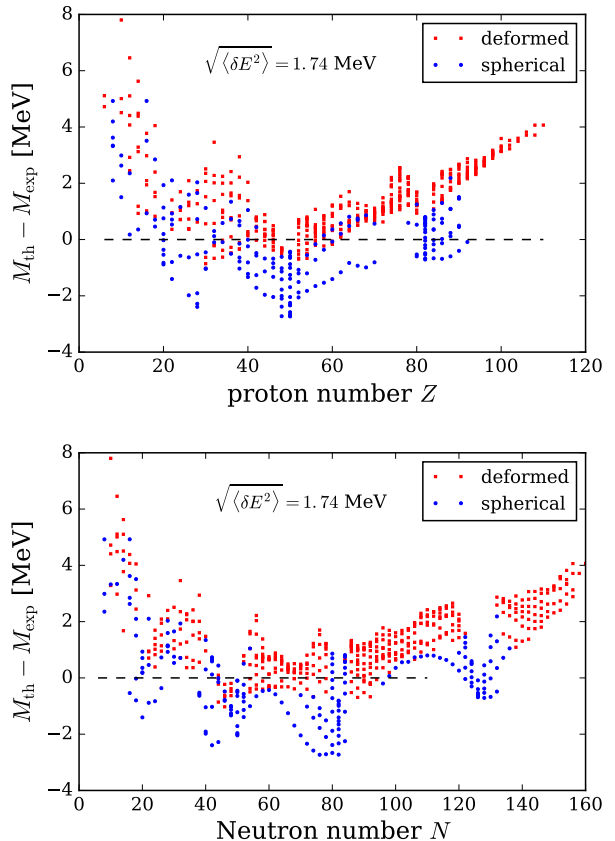 8
6
4
2
0
−2
−4
M_th − M_exp [MeV]
√⟨δE²⟩ = 1.74 MeV
deformed
spherical
0 20 40 60 80 100 120
proton number Z
8
6
4
2
0
−2
−4
M_th − M_exp [MeV]
√⟨δE²⟩ = 1.74 MeV
deformed
spherical
0 20 40 60 80 100 120 140 160
Neutron number N